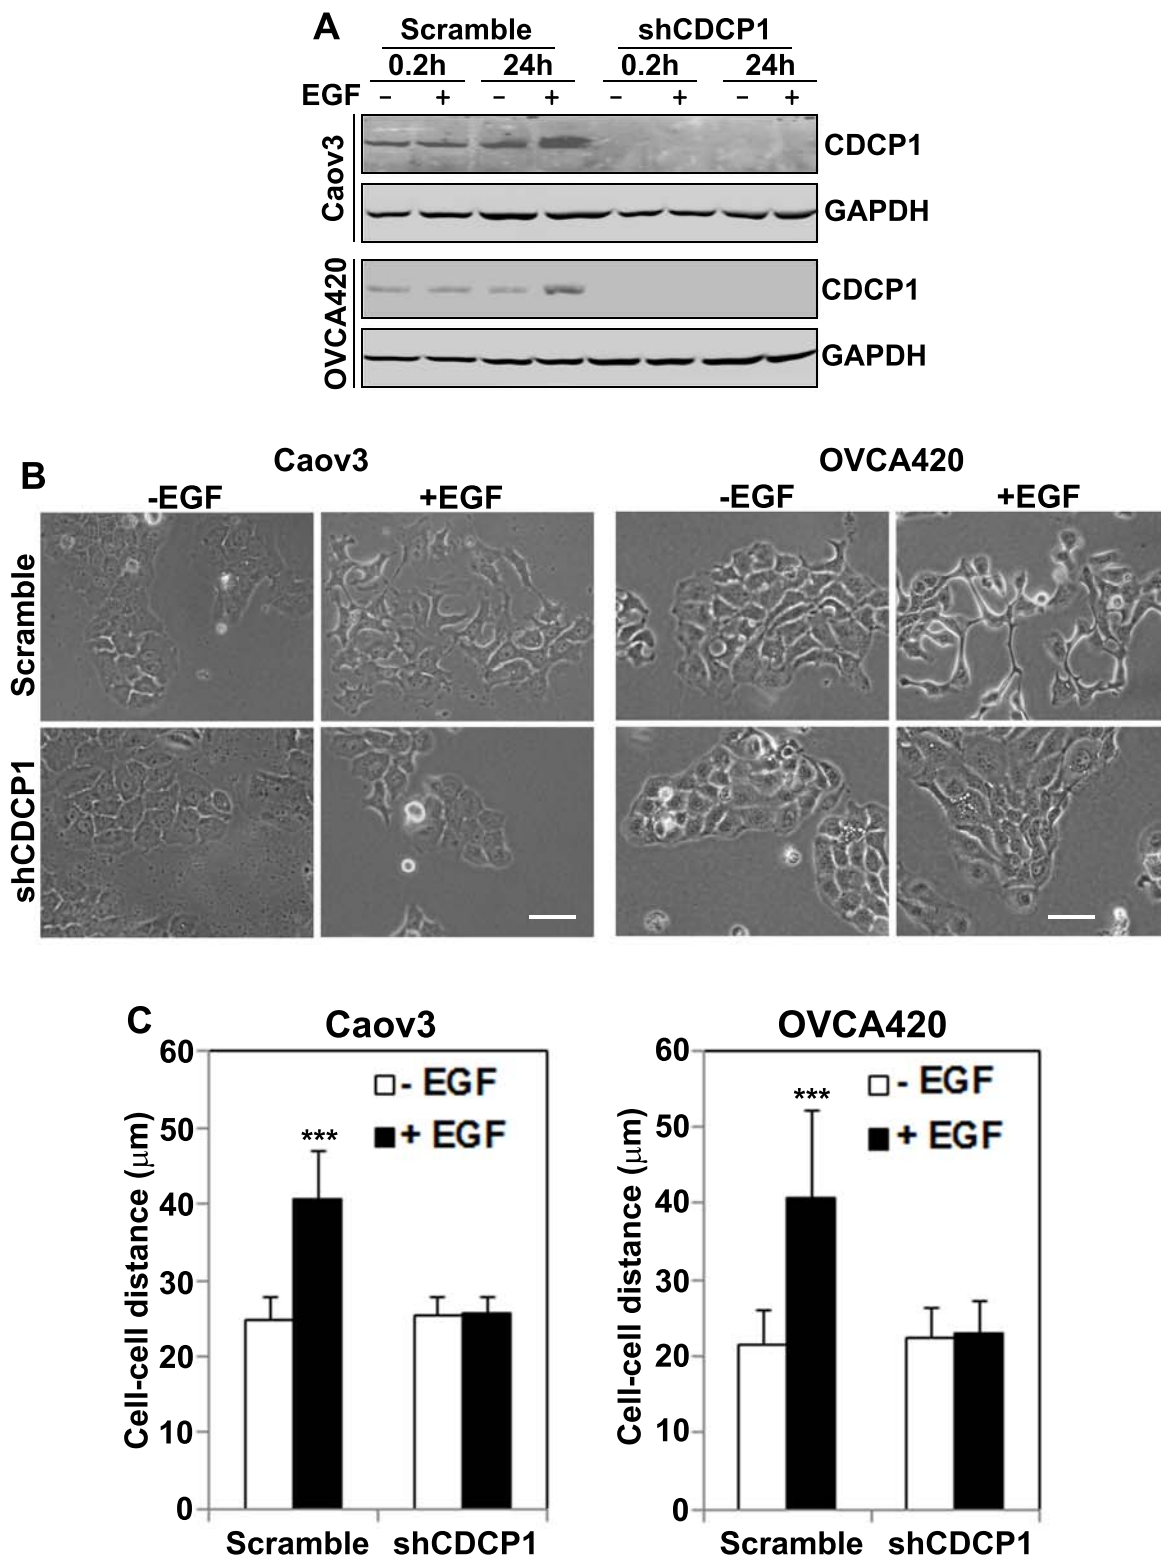 A
Scramble shCDCP1
0.2h 24h 0.2h 24h
EGF − + − + − + − +
Caov3
CDCP1
GAPDH
OVCA420
CDCP1
GAPDH
B
Caov3 OVCA420
-EGF +EGF -EGF +EGF
Scramble
shCDCP1
C
Caov3
60
50
40
30
20
10
0
Cell-cell distance (μm)
- EGF
+ EGF
***
Scramble shCDCP1
OVCA420
60
50
40
30
20
10
0
Cell-cell distance (μm)
- EGF
+ EGF
***
Scramble shCDCP1